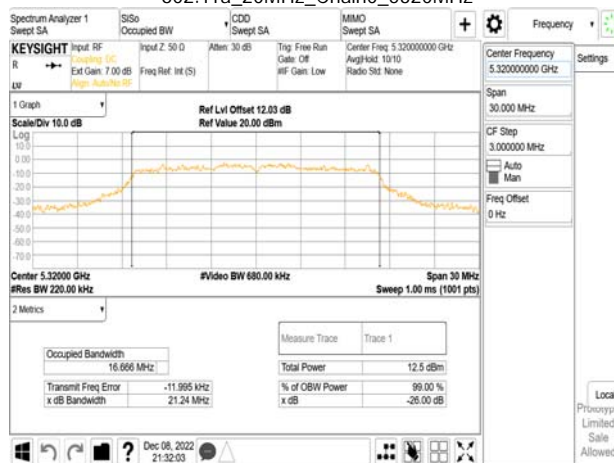 802.11a_20MHz_Chain0_5320MHz
Spectrum Analyzer 1
Swept SA
SISo
Occupied BW
CDD
Swept SA
MIMO
Swept SA
+
Frequency
KEYSIGHT
Input: RF
Coupling: DC
Ext Gain: 7.00 dB
Align: Auto/No RF
Input Z: 50 Ω
Freq Ref: Int (S)
Atten: 30 dB
Trig: Free Run
Gate: Off
#IF Gain: Low
Center Freq: 5.320000000 GHz
Avg|Hold: 10/10
Radio Std: None
R
Center Frequency
5.320000000 GHz
Settings
Span
30.000 MHz
CF Step
3.000000 MHz
Auto
Man
Freq Offset
0 Hz
1 Graph
Scale/Div 10.0 dB
Ref Lvl Offset 12.03 dB
Ref Value 20.00 dBm
Log
10.0
0.00
-10.0
-20.0
-30.0
-40.0
-50.0
-60.0
-70.0
Center 5.32000 GHz
#Video BW 680.00 kHz
Span 30 MHz
#Res BW 220.00 kHz
Sweep 1.00 ms (1001 pts)
2 Metrics
Measure Trace
Trace 1
Occupied Bandwidth
16.666 MHz
Total Power
12.5 dBm
Transmit Freq Error
-11.995 kHz
% of OBW Power
99.00 %
x dB Bandwidth
21.24 MHz
x dB
-26.00 dB
Loca
Prototyp
Limited
Sale
Allowed
?
Dec 08, 2022
21:32:03